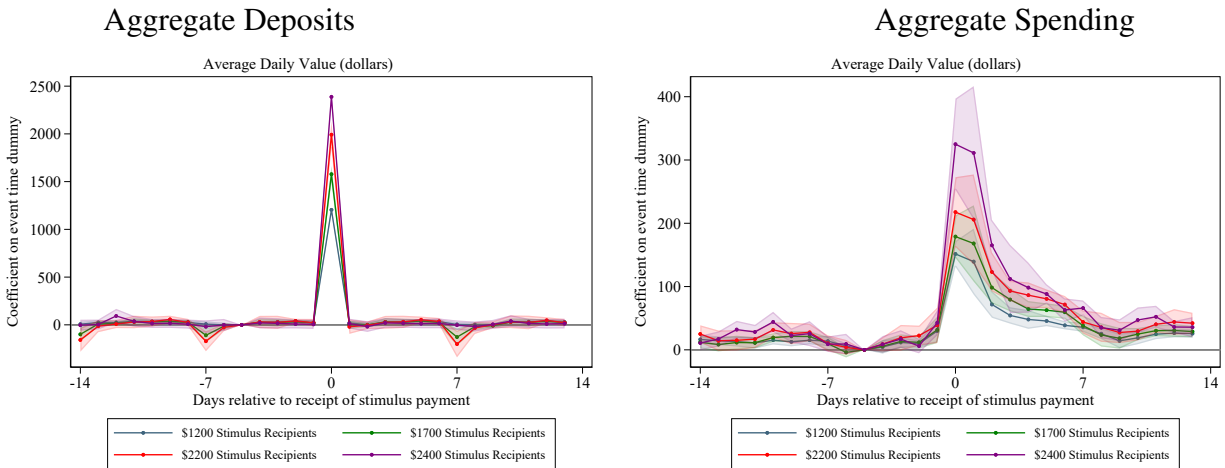 Aggregate Deposits
Average Daily Value (dollars)
Coefficient on event time dummy
2500
2000
1500
1000
500
0
-14 -7 0 7 14
Days relative to receipt of stimulus payment
$1200 Stimulus Recipients $1700 Stimulus Recipients
$2200 Stimulus Recipients $2400 Stimulus Recipients
Aggregate Spending
Average Daily Value (dollars)
Coefficient on event time dummy
400
300
200
100
0
-14 -7 0 7 14
Days relative to receipt of stimulus payment
$1200 Stimulus Recipients $1700 Stimulus Recipients
$2200 Stimulus Recipients $2400 Stimulus Recipients